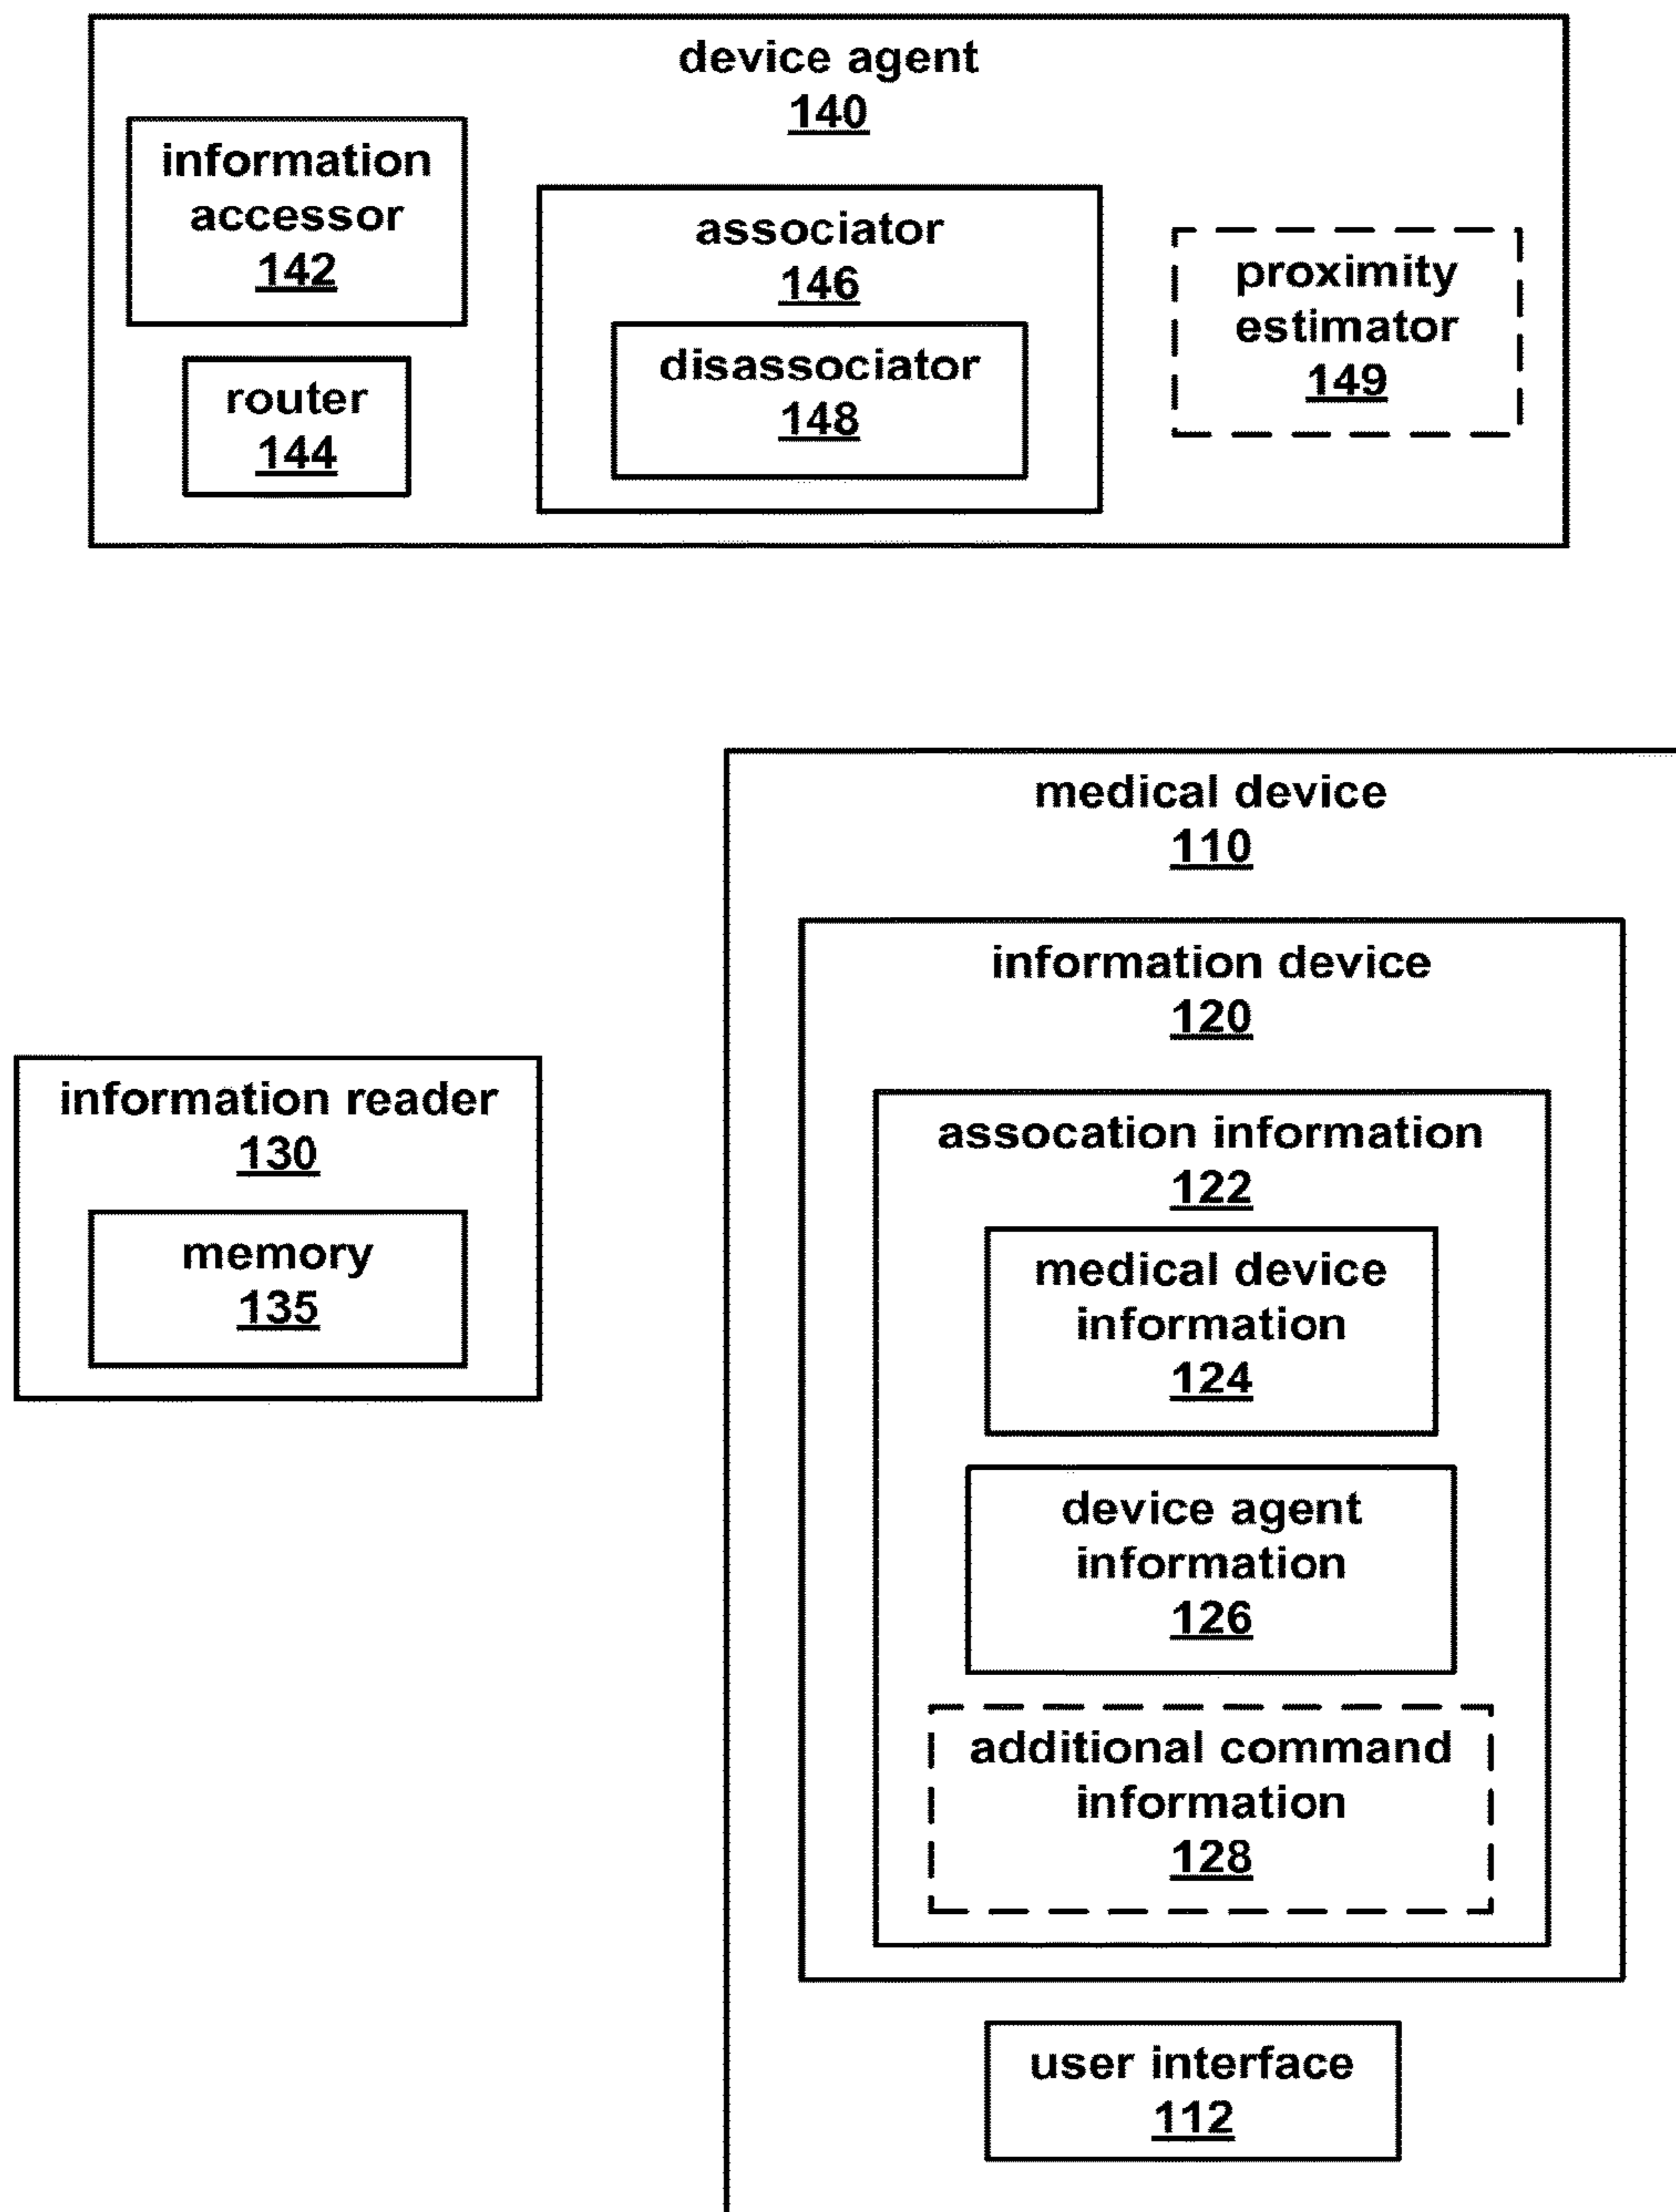 device agent
140
information
accessor
142
router
144
associator
146
disassociator
148
proximity
estimator
149
medical device
110
information device
120
information reader
130
memory
135
assocation information
122
medical device
information
124
device agent
information
126
additional command
information
128
user interface
112